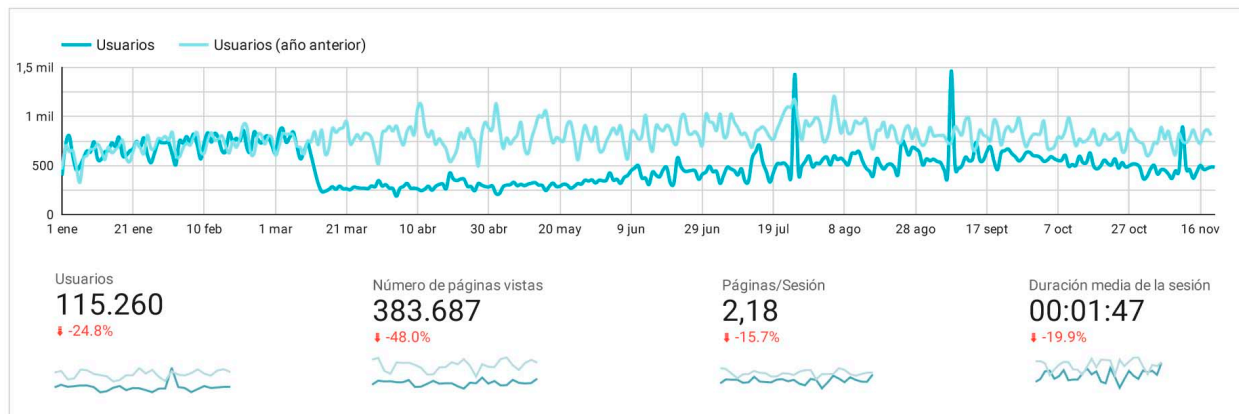 Usuarios Usuarios (año anterior)
1,5 mil
1 mil
500
0
1 ene 21 ene 10 feb 1 mar 21 mar 10 abr 30 abr 20 may 9 jun 29 jun 19 jul 8 ago 28 ago 17 sept 7 oct 27 oct 16 nov
Usuarios
115.260
-24.8%
Número de páginas vistas
383.687
-48.0%
Páginas/Sesión
2,18
-15.7%
Duración media de la sesión
00:01:47
-19.9%